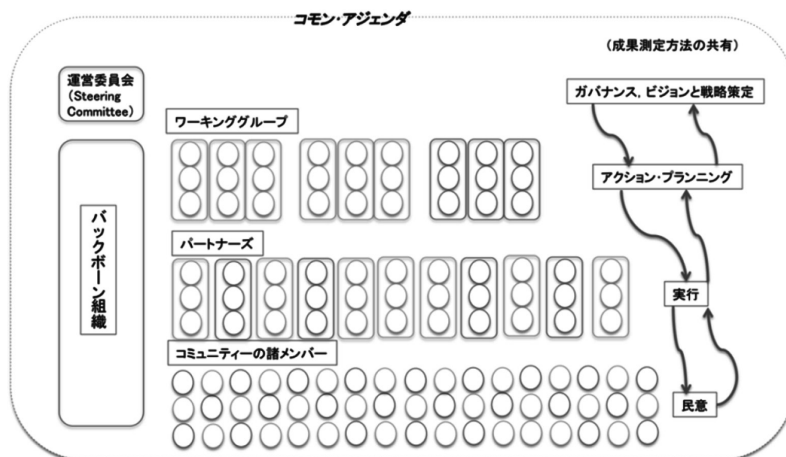 コモン・アジェンダ
(成果測定方法の共有)
運営委員会
(Steering
Committee)
ガバナンス, ビジョンと戦略策定
ワーキンググループ
アクション・プランニング
バックボーン組織
パートナーズ
実行
コミュニティーの諸メンバー
民意